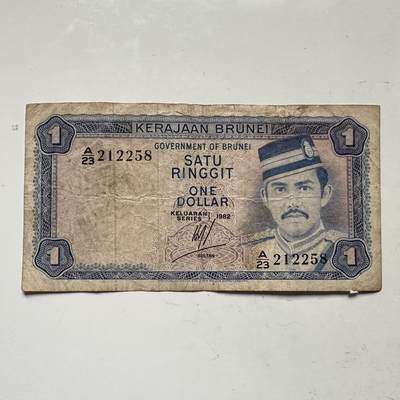 1
KERAJAAN BRUNEI
1
A/23 212258
GOVERNMENT OF BRUNEI
SATU
RINGGIT
ONE
DOLLAR
KELUARAN
SERIES 1982
SULTAN
A/23 212258
1
1